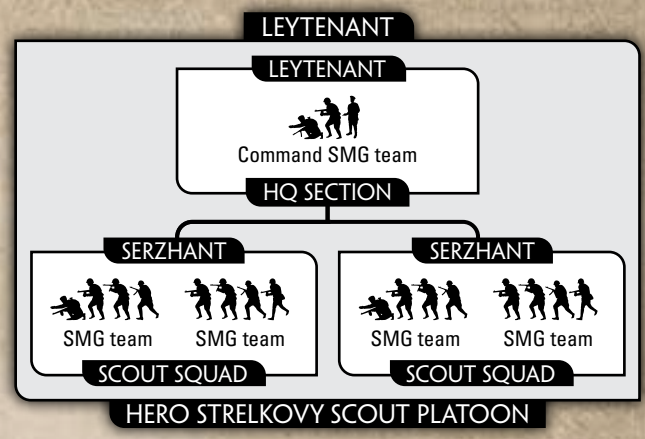 LEYTENANT
LEYTENANT
Command SMG team
HQ SECTION
SERZHANT
SMG team SMG team
SCOUT SQUAD
SERZHANT
SMG team SMG team
SCOUT SQUAD
HERO STRELKOVY SCOUT PLATOON